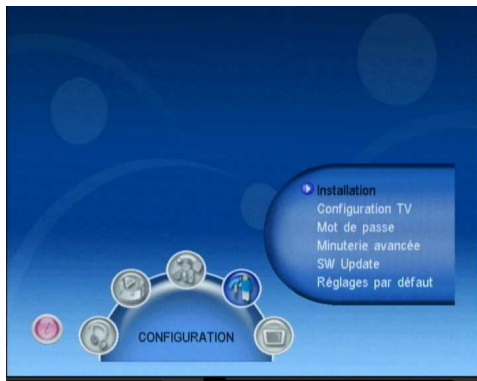 Installation
Configuration TV
Mot de passe
Minuterie avancée
SW Update
Réglages par défaut
CONFIGURATION
i